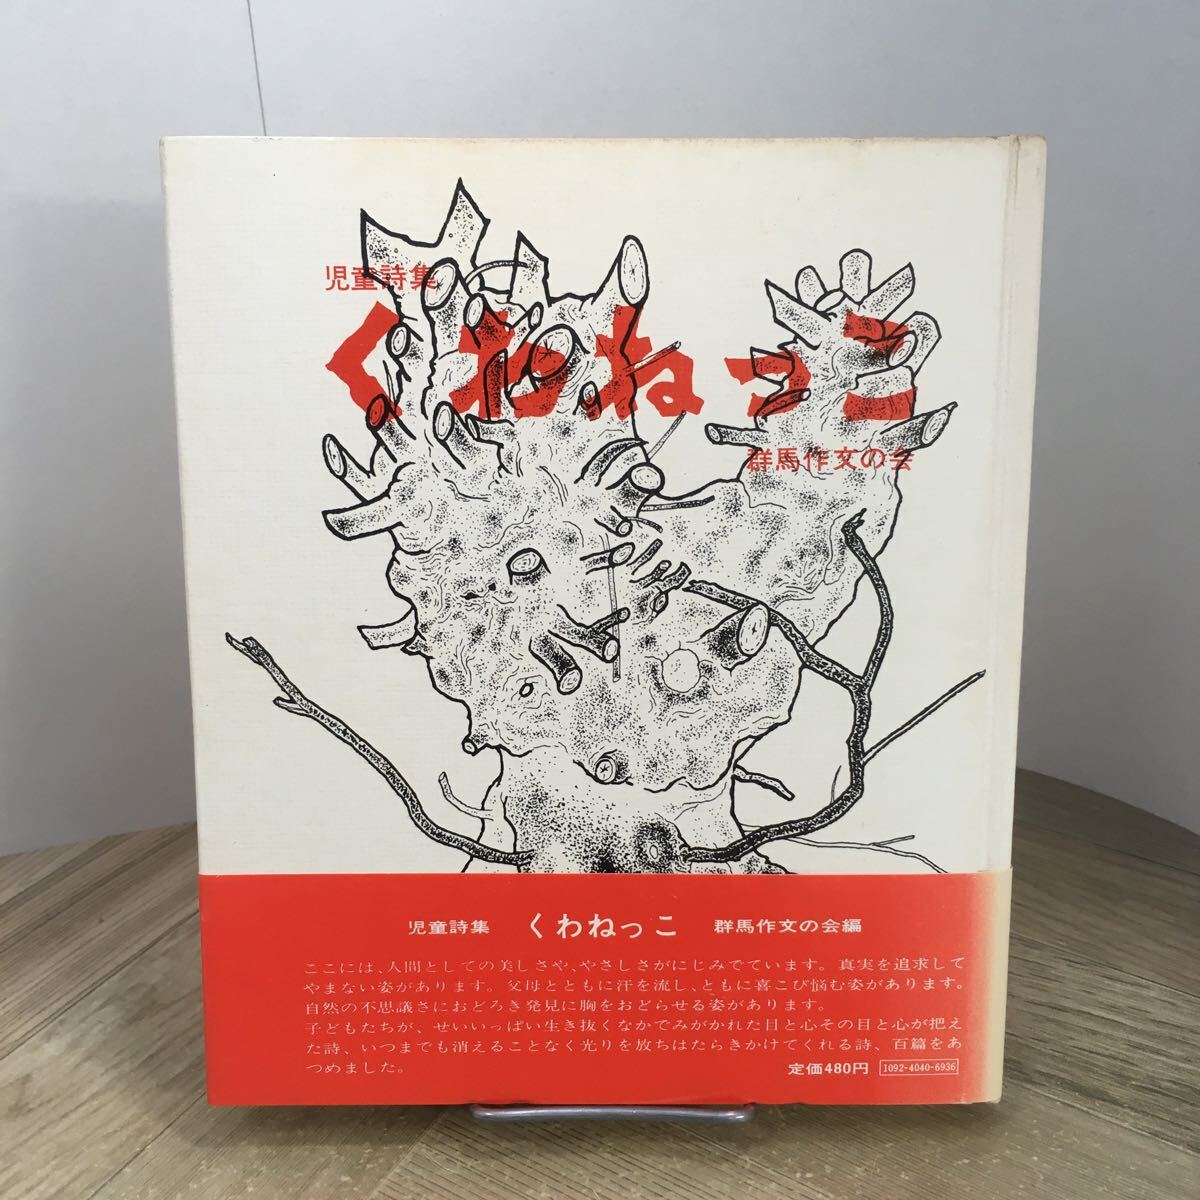 児童詩集
くわねっこ
群馬作文の会
児童詩集 くわねっこ 群馬作文の会編
ここには、人間としての美しさや、やさしさがにじみでています。真実を追求して
やまない姿があります。父母とともに汗を流し、ともに喜こび悩む姿があります。
自然の不思議さにおどろき発見に胸をおどらせる姿があります。
子どもたちが、せいいっぱい生き抜くなかでみがかれた目と心その目と心が把え
た詩、いつまでも消えることなく光りを放ちはたらきかけてくれる詩、百篇をあ
つめました。
定価480円 1092-4040-6936